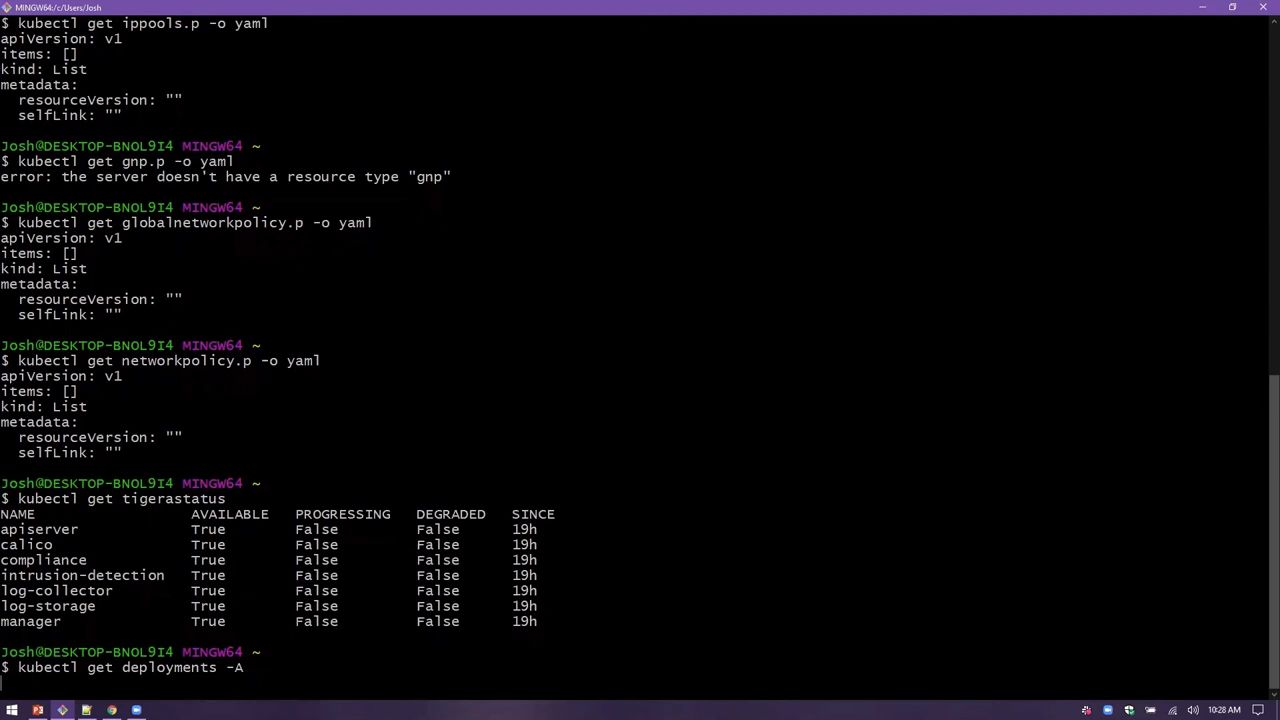 MINGW64:/c/Users/Josh
$ kubectl get ippools.p -o yaml
apiVersion: v1
items: []
kind: List
metadata:
  resourceVersion: ""
  selfLink: ""
Josh@DESKTOP-BNOL9I4 MINGW64 ~
$ kubectl get gnp.p -o yaml
error: the server doesn't have a resource type "gnp"
Josh@DESKTOP-BNOL9I4 MINGW64 ~
$ kubectl get globalnetworkpolicy.p -o yaml
apiVersion: v1
items: []
kind: List
metadata:
  resourceVersion: ""
  selfLink: ""
Josh@DESKTOP-BNOL9I4 MINGW64 ~
$ kubectl get networkpolicy.p -o yaml
apiVersion: v1
items: []
kind: List
metadata:
  resourceVersion: ""
  selfLink: ""
Josh@DESKTOP-BNOL9I4 MINGW64 ~
$ kubectl get tigerastatus
NAME AVAILABLE PROGRESSING DEGRADED SINCE
apiserver True False False 19h
calico True False False 19h
compliance True False False 19h
intrusion-detection True False False 19h
log-collector True False False 19h
log-storage True False False 19h
manager True False False 19h
Josh@DESKTOP-BNOL9I4 MINGW64 ~
$ kubectl get deployments -A
10:28 AM